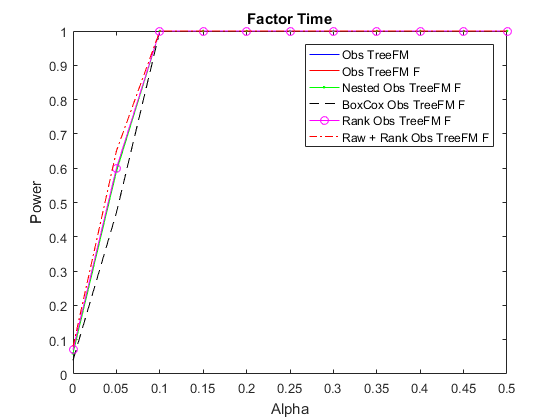 Factor Time
1
0.9
0.8
0.7
0.6
0.5
0.4
0.3
0.2
0.1
0
Power
Obs TreeFM
Obs TreeFM F
Nested Obs TreeFM F
BoxCox Obs TreeFM F
Rank Obs TreeFM F
Raw + Rank Obs TreeFM F
0 0.05 0.1 0.15 0.2 0.25 0.3 0.35 0.4 0.45 0.5
Alpha